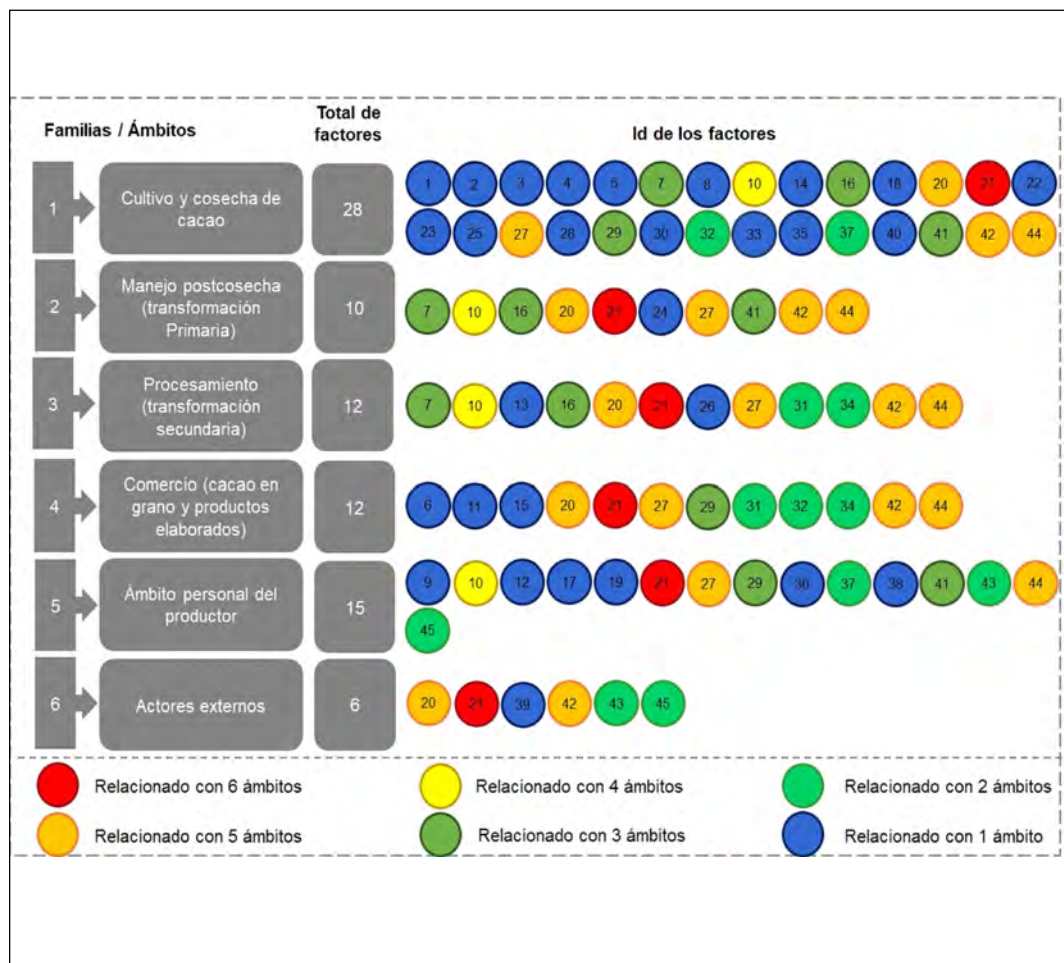 Familias / Ámbitos
Total de
factores
Id de los factores
1
Cultivo y cosecha de
cacao
28
1 2 3 4 5 7 8 10 14 16 18 20 21 22
23 25 27 28 29 30 32 33 35 37 40 41 42 44
2
Manejo postcosecha
(transformación
Primaria)
10
7 10 16 20 21 24 27 41 42 44
3
Procesamiento
(transformación
secundaria)
12
7 10 13 16 20 21 26 27 31 34 42 44
4
Comercio (cacao en
grano y productos
elaborados)
12
6 11 15 20 21 27 29 31 32 34 42 44
5
Ámbito personal del
productor
15
9 10 12 17 19 21 27 29 30 37 38 41 43 44
45
6
Actores externos
6
20 21 39 42 43 45
Relacionado con 6 ámbitos
Relacionado con 4 ámbitos
Relacionado con 2 ámbitos
Relacionado con 5 ámbitos
Relacionado con 3 ámbitos
Relacionado con 1 ámbito